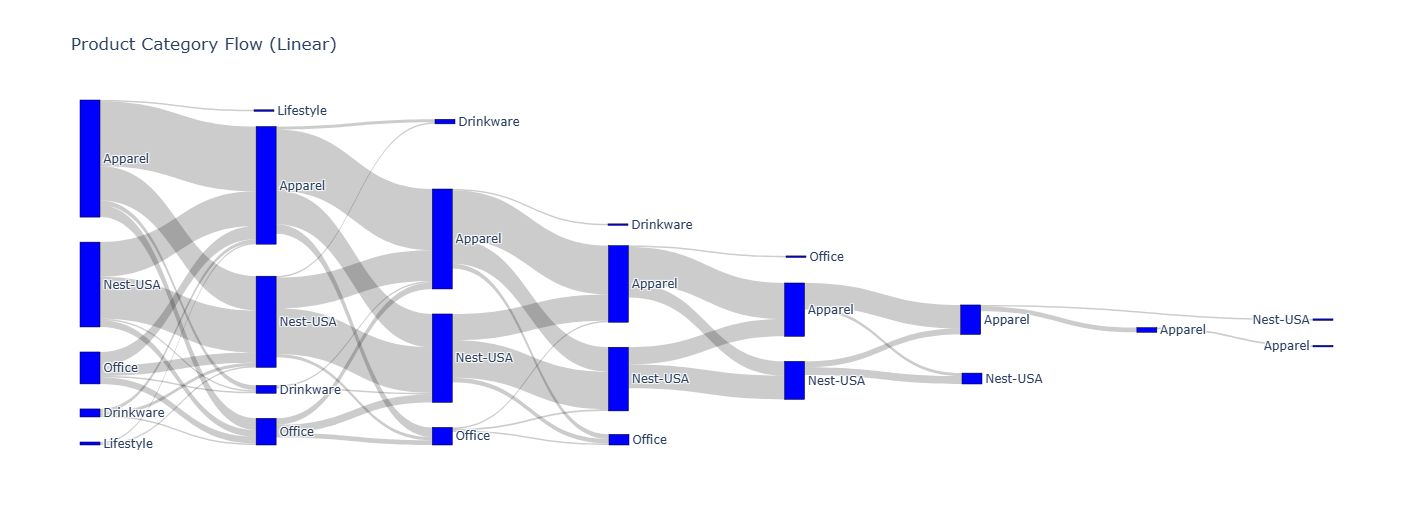 Product Category Flow (Linear)
Apparel
Nest-USA
Office
Drinkware
Lifestyle
Lifestyle
Apparel
Nest-USA
Drinkware
Office
Drinkware
Apparel
Nest-USA
Office
Drinkware
Apparel
Nest-USA
Office
Office
Apparel
Nest-USA
Apparel
Nest-USA
Apparel
Nest-USA
Apparel